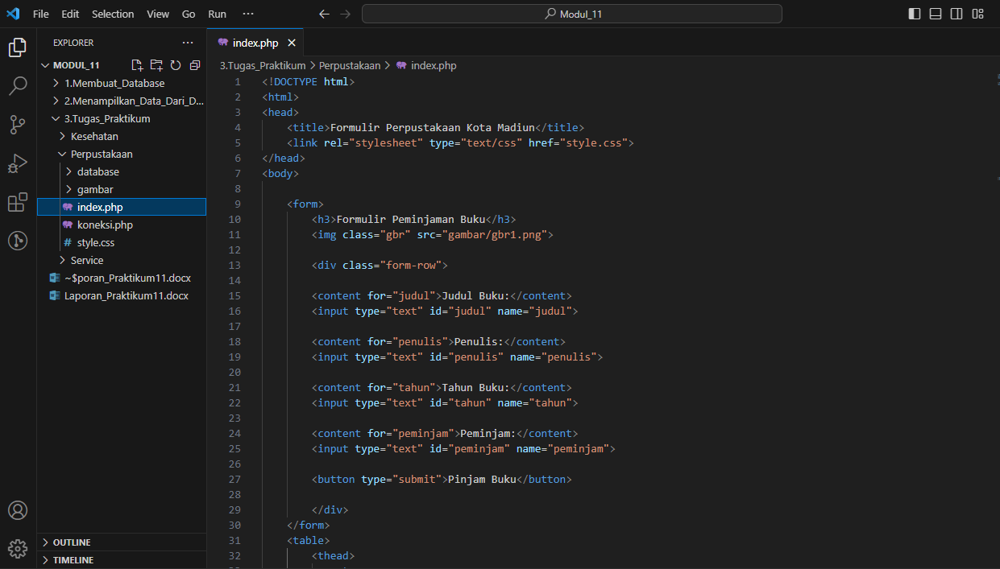 File Edit Selection View Go Run ···
Modul_11
EXPLORER ···
MODUL_11
1.Membuat_Database
2.Menampilkan_Data_Dari_D...
3.Tugas_Praktikum
Kesehatan
Perpustakaan
database
gambar
index.php
koneksi.php
# style.css
Service
~$poran_Praktikum11.docx
Laporan_Praktikum11.docx
OUTLINE
TIMELINE
index.php
3.Tugas_Praktikum > Perpustakaan > index.php
1 <!DOCTYPE html>
2 <html>
3 <head>
4 <title>Formulir Perpustakaan Kota Madiun</title>
5 <link rel="stylesheet" type="text/css" href="style.css">
6 </head>
7 <body>
8
9 <form>
10 <h3>Formulir Peminjaman Buku</h3>
11 <img class="gbr" src="gambar/gbr1.png">
12
13 <div class="form-row">
14
15 <content for="judul">Judul Buku:</content>
16 <input type="text" id="judul" name="judul">
17
18 <content for="penulis">Penulis:</content>
19 <input type="text" id="penulis" name="penulis">
20
21 <content for="tahun">Tahun Buku:</content>
22 <input type="text" id="tahun" name="tahun">
23
24 <content for="peminjam">Peminjam:</content>
25 <input type="text" id="peminjam" name="peminjam">
26
27 <button type="submit">Pinjam Buku</button>
28
29 </div>
30 </form>
31 <table>
32 <thead>